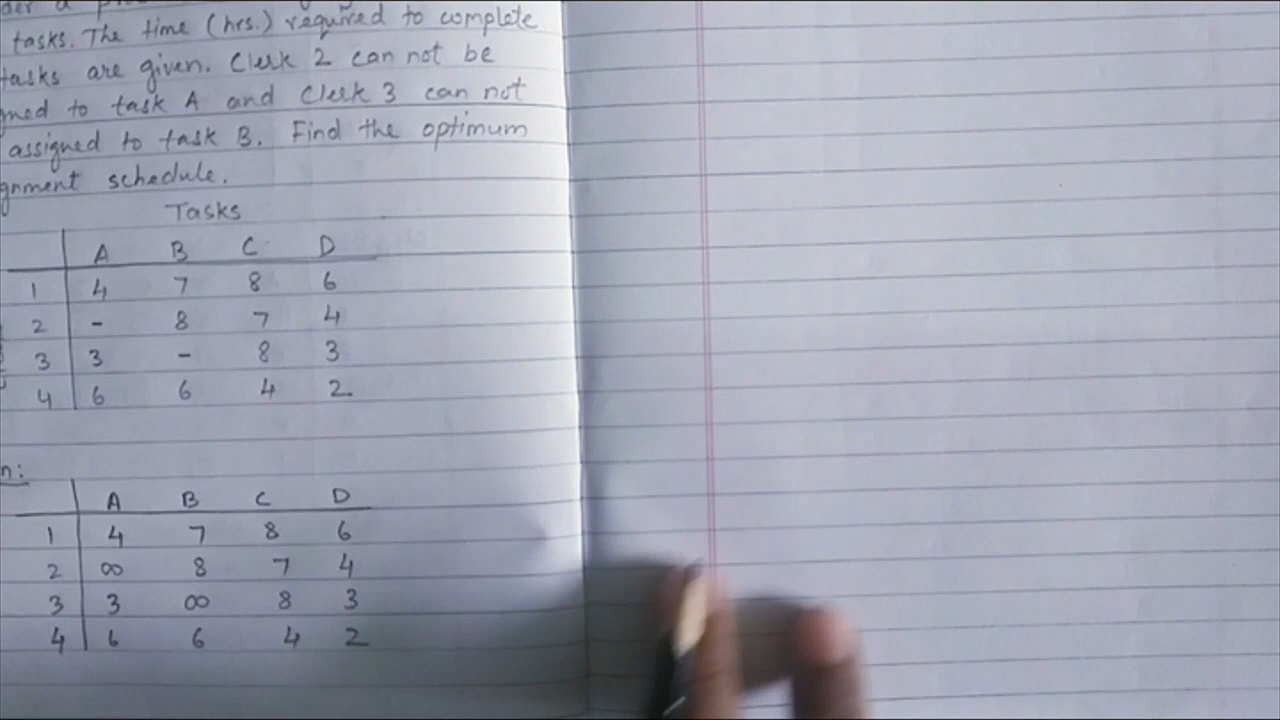 tasks. The time (hrs.) required to complete
tasks are given. Clerk 2 can not be
gned to task A and Clerk 3 can not
assigned to task B. Find the optimum
gnment schedule.
Tasks
A B C D
1 4 7 8 6
2 - 8 7 4
3 3 - 8 3
4 6 6 4 2
n:
A B C D
1 4 7 8 6
2 ∞ 8 7 4
3 3 ∞ 8 3
4 6 6 4 2